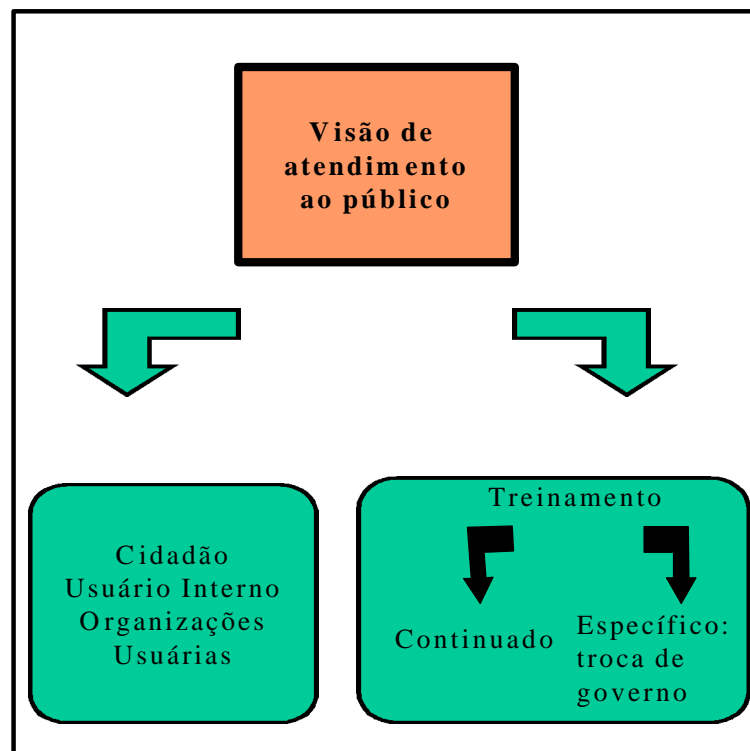 Visão de
atendimento
ao público
Cidadão
Usuário Interno
Organizações
Usuárias
Treinamento
Continuado
Específico:
troca de
governo